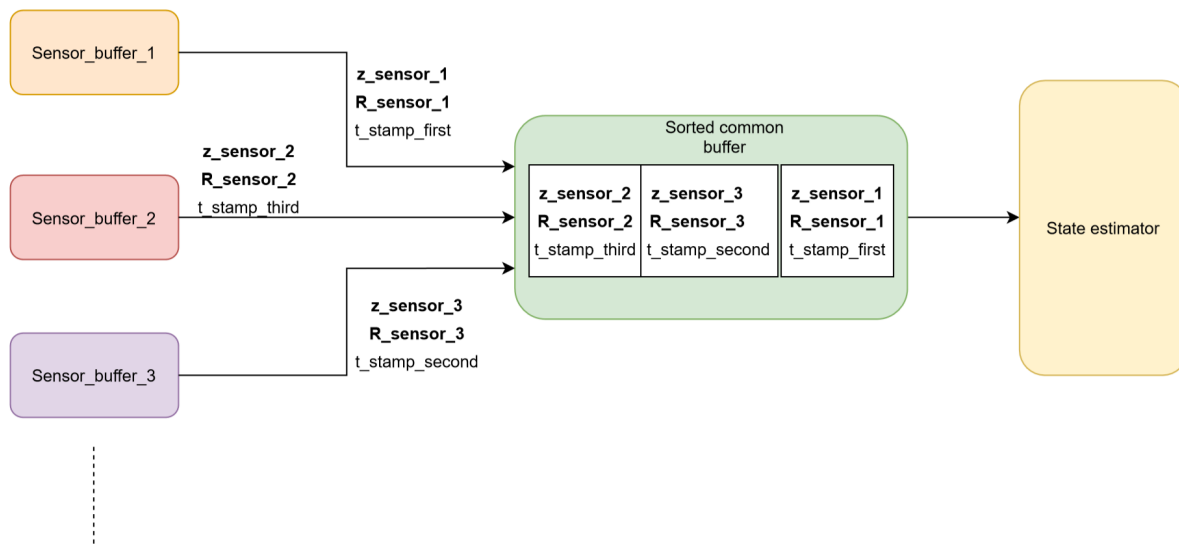 Sensor_buffer_1
z_sensor_1
R_sensor_1
t_stamp_first
Sensor_buffer_2
z_sensor_2
R_sensor_2
t_stamp_third
Sensor_buffer_3
z_sensor_3
R_sensor_3
t_stamp_second
Sorted common
buffer
z_sensor_2
R_sensor_2
t_stamp_third
z_sensor_3
R_sensor_3
t_stamp_second
z_sensor_1
R_sensor_1
t_stamp_first
State estimator